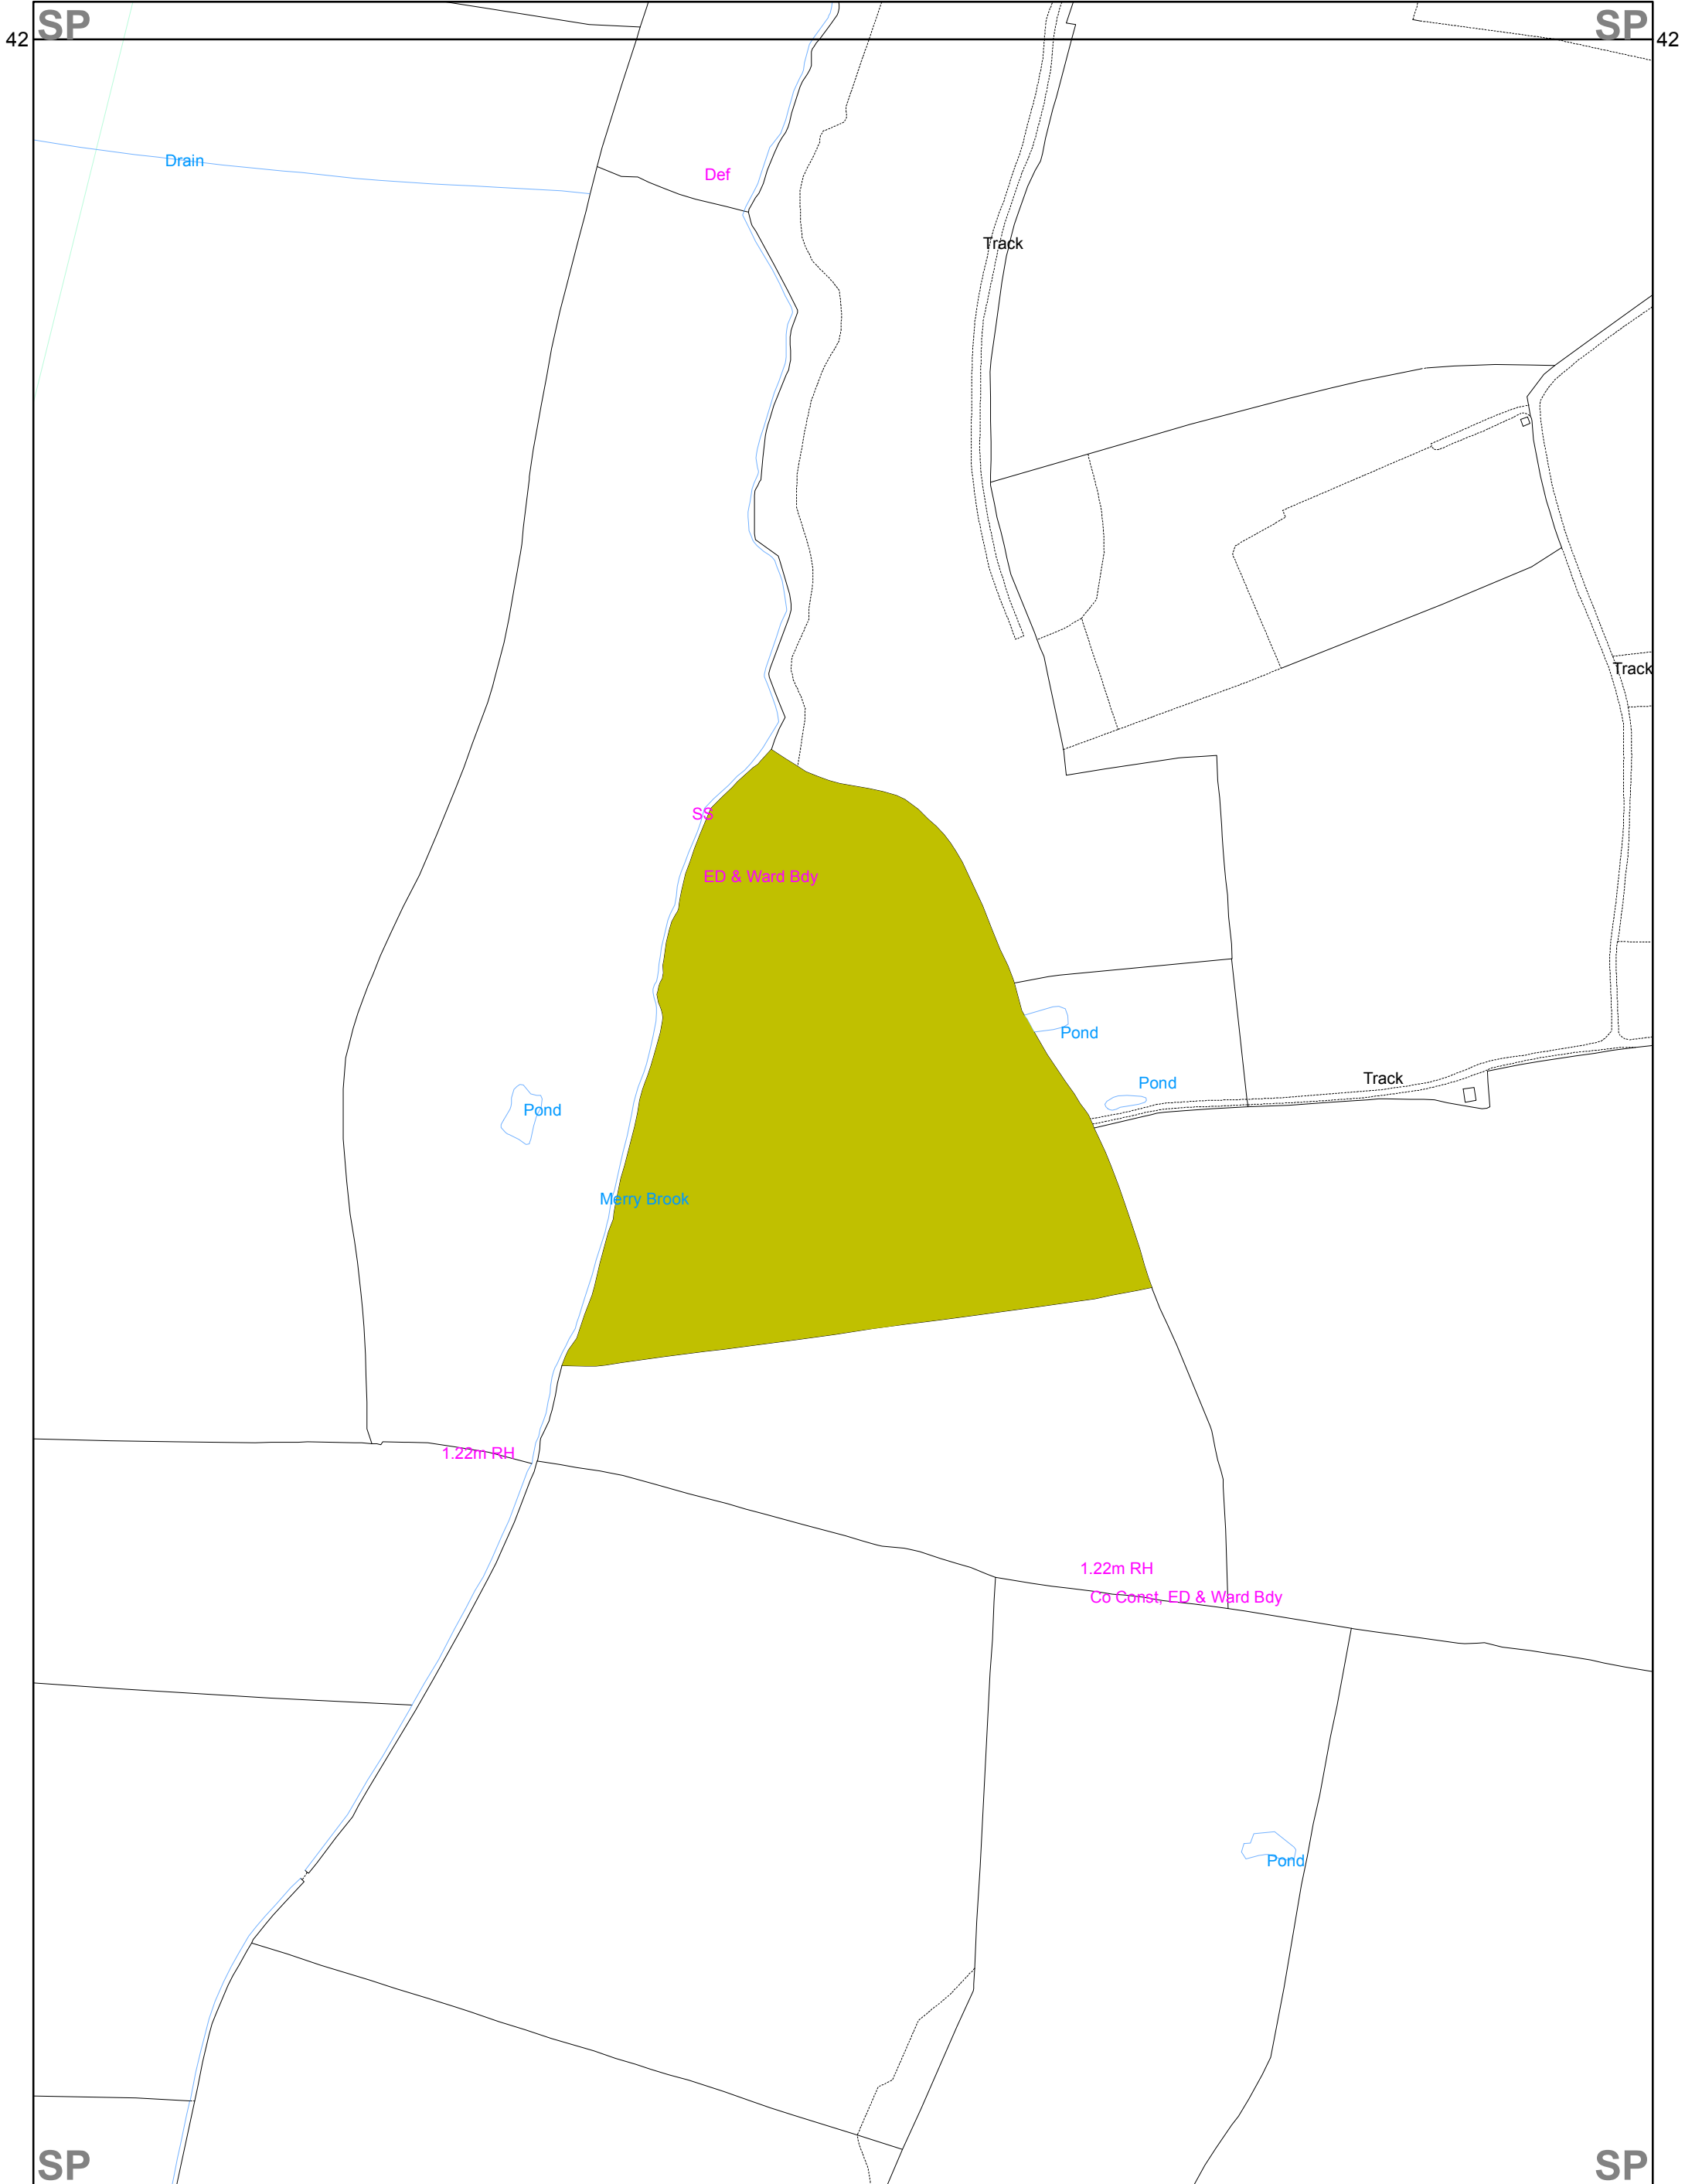 SP
SP
42
42
Drain
Def
Track
Track
SS
ED & Ward Bdy
Pond
Pond
Track
Pond
Merry Brook
1.22m RH
1.22m RH
Co Const, ED & Ward Bdy
Pond
SP
SP